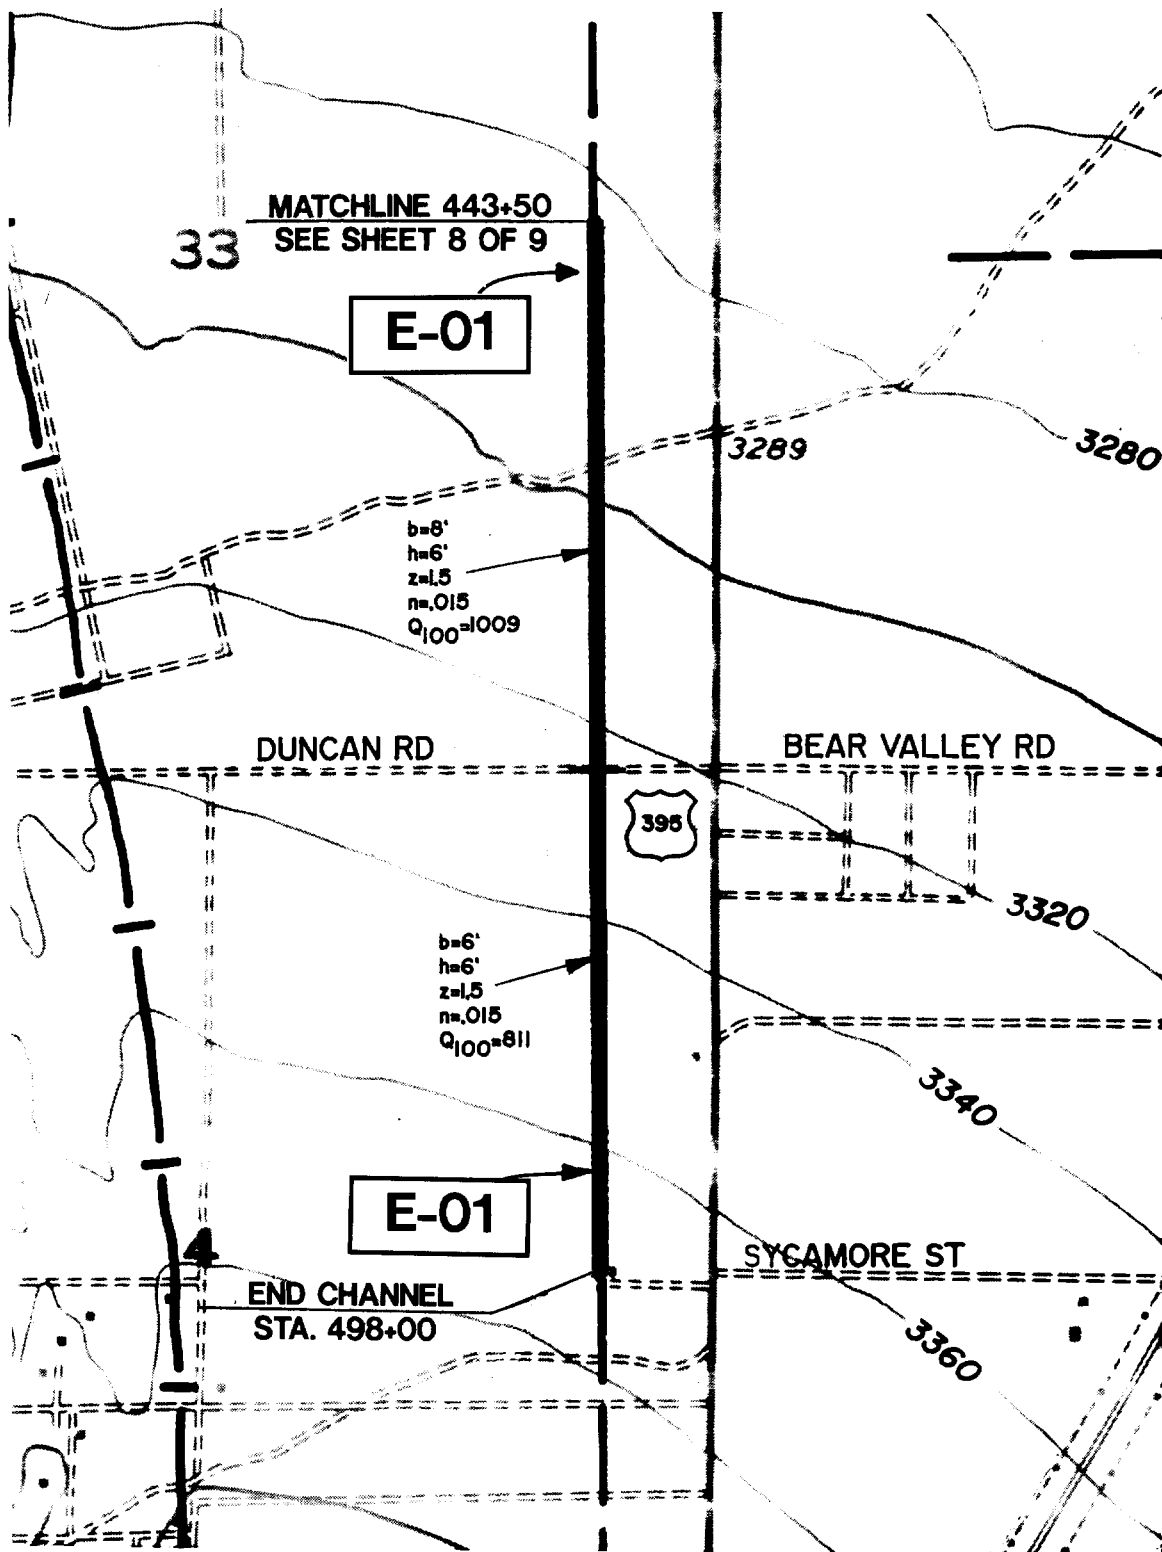 MATCHLINE 443+50
SEE SHEET 8 OF 9
33
E-01
3289
3280
b=8'
h=6'
z=1.5
n=.015
Q100=1009
DUNCAN RD
BEAR VALLEY RD
395
3320
b=6'
h=6'
z=1.5
n=.015
Q100=811
3340
E-01
4
SYCAMORE ST
END CHANNEL
STA. 498+00
3360